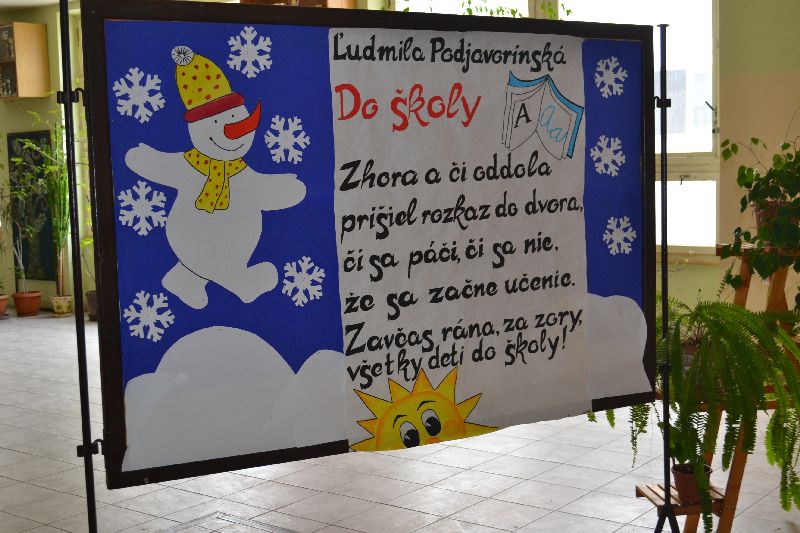 Ľudmila Podjavorinská
Do školy
A a a
Zhora a či oddola
prišiel rozkaz do dvora,
či sa páči, či sa nie,
že sa začne učenie.
Zavčas rána, za zory,
všetky deti do školy!